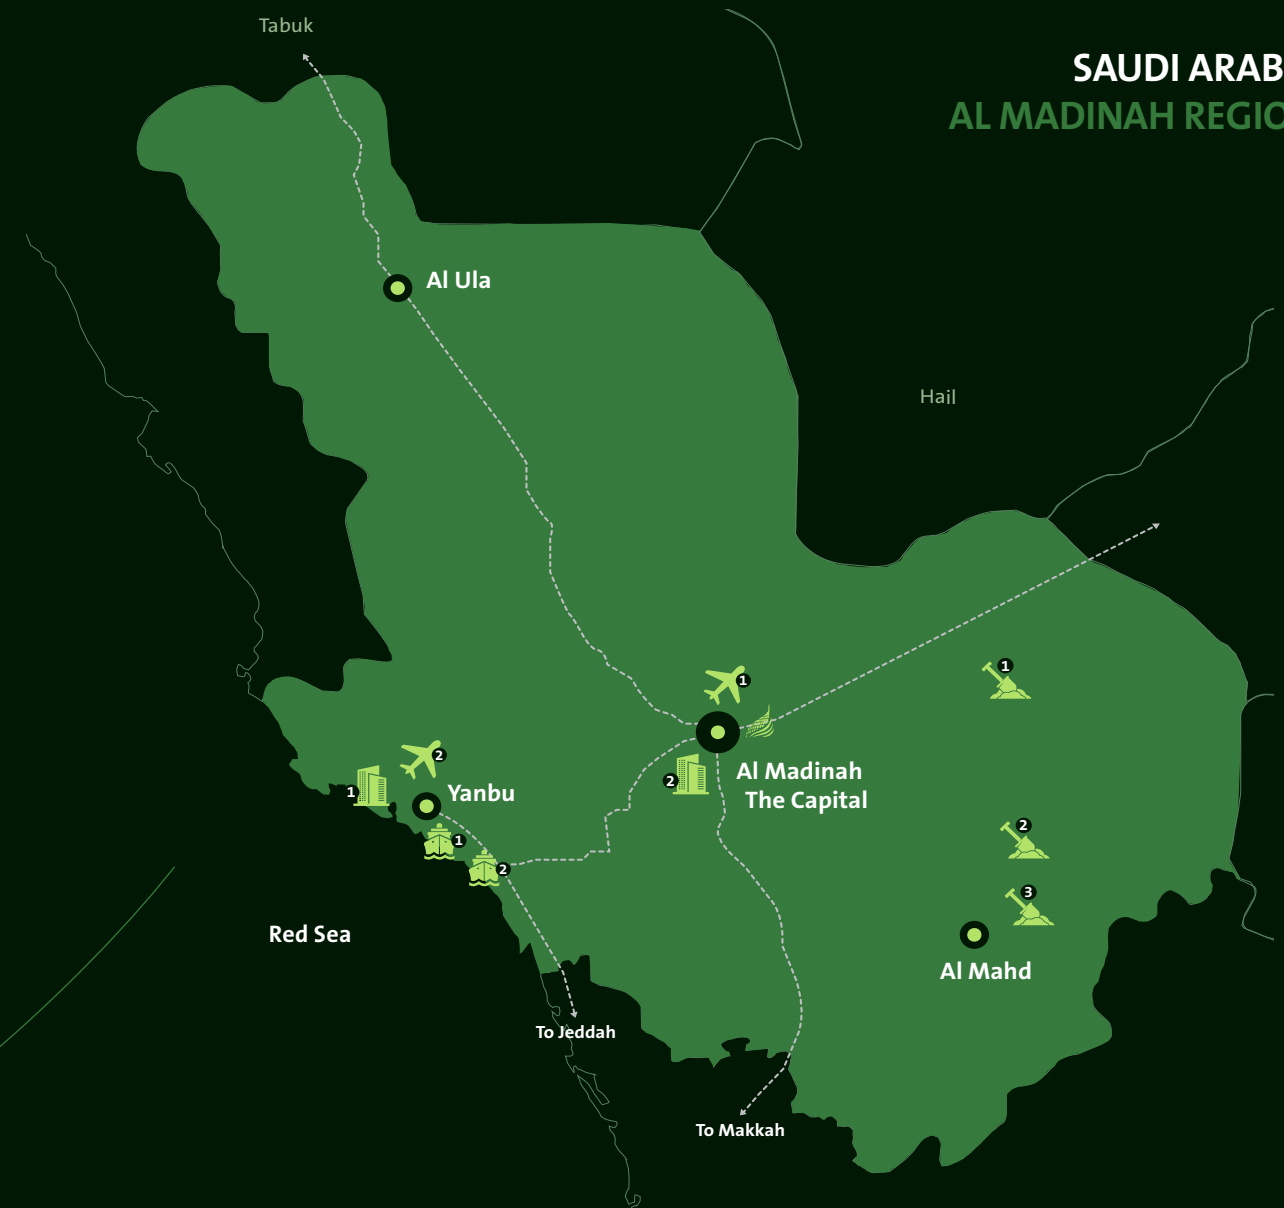 Tabuk
SAUDI ARAB
AL MADINAH REGIO
Al Ula
Hail
1
1
2
1
Yanbu
2
Al Madinah
The Capital
1
2
2
3
Red Sea
Al Mahd
To Jeddah
To Makkah